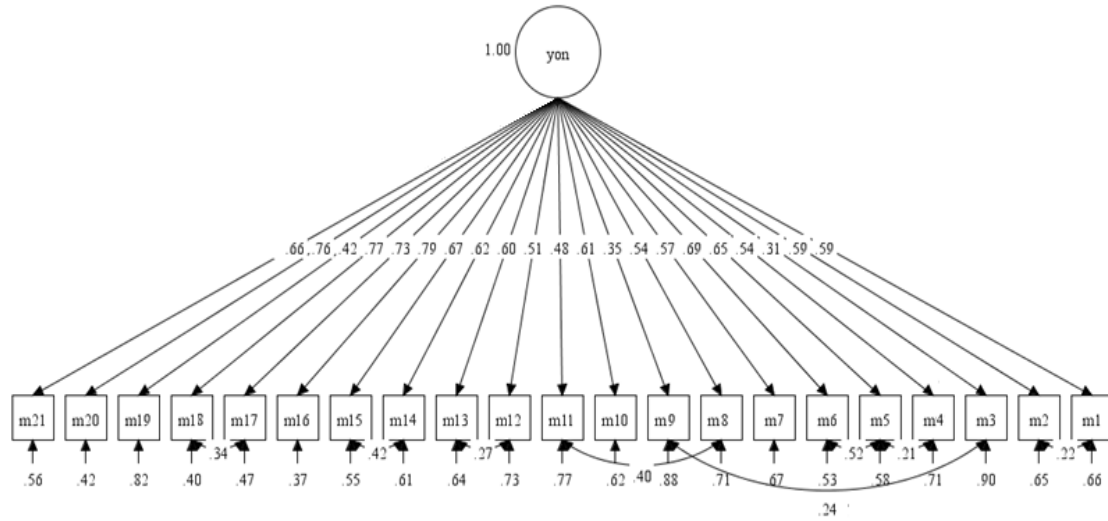 1.00 yon
.66 .76 .42 .77 .73 .79 .67 .62 .60 .51 .48 .61 .35 .54 .57 .69 .65 .54 .31 .59 .59
m21 m20 m19 m18 m17 m16 m15 m14 m13 m12 m11 m10 m9 m8 m7 m6 m5 m4 m3 m2 m1
.34 .42 .27 .40 .52 .21 .22
.56 .42 .82 .40 .47 .37 .55 .61 .64 .73 .77 .62 .88 .71 .67 .53 .58 .71 .90 .65 .66
.24